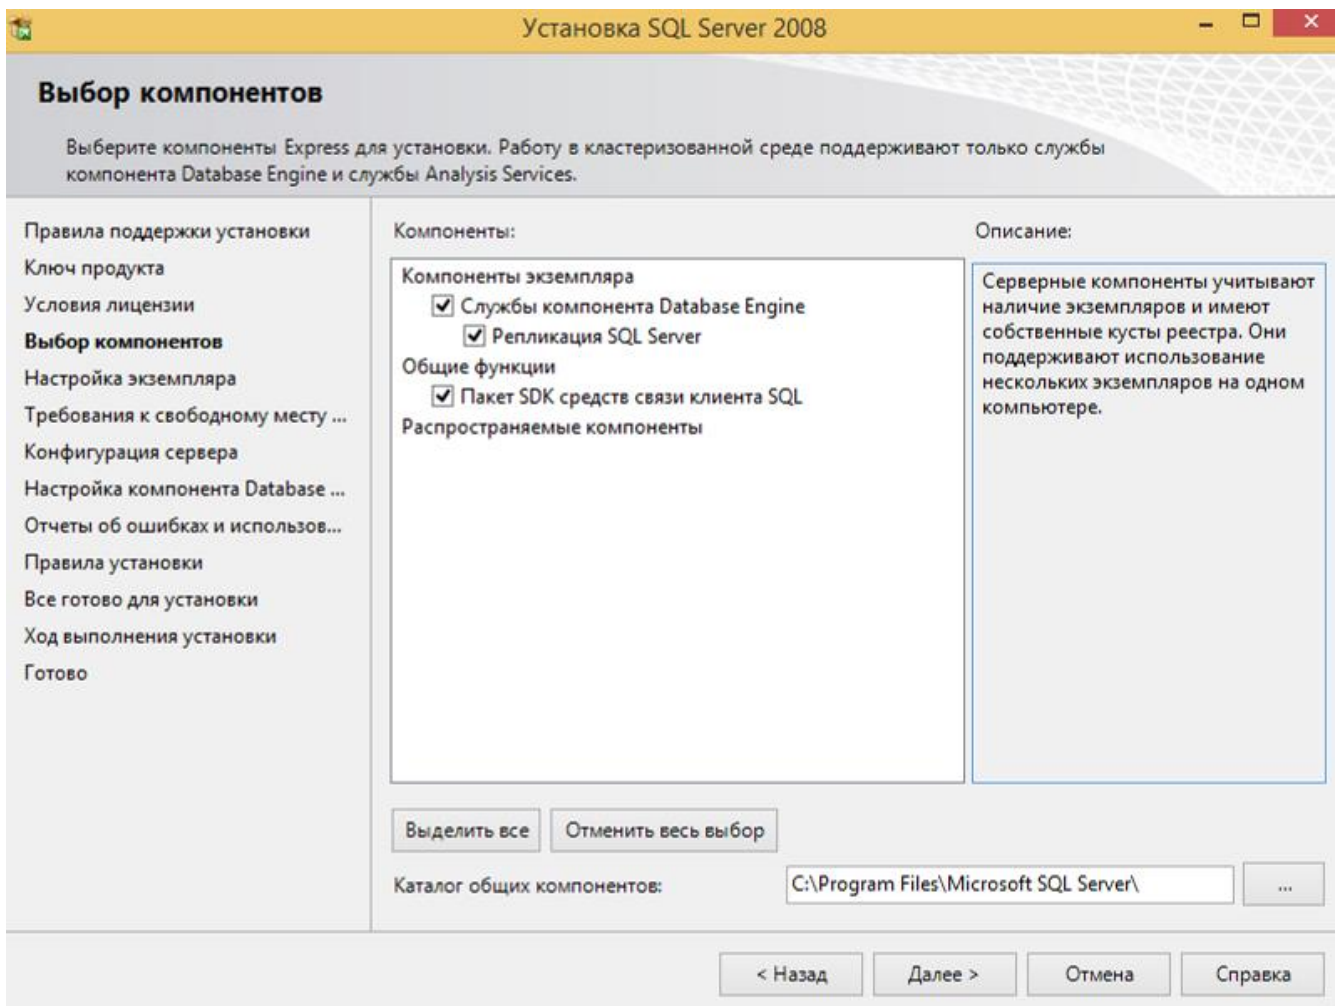 Установка SQL Server 2008
Выбор компонентов
Выберите компоненты Express для установки. Работу в кластеризованной среде поддерживают только службы
компонента Database Engine и службы Analysis Services.
Правила поддержки установки
Ключ продукта
Условия лицензии
Выбор компонентов
Настройка экземпляра
Требования к свободному месту ...
Конфигурация сервера
Настройка компонента Database ...
Отчеты об ошибках и использов...
Правила установки
Все готово для установки
Ход выполнения установки
Готово
Компоненты:
Компоненты экземпляра
Службы компонента Database Engine
Репликация SQL Server
Общие функции
Пакет SDK средств связи клиента SQL
Распространяемые компоненты
Описание:
Серверные компоненты учитывают
наличие экземпляров и имеют
собственные кусты реестра. Они
поддерживают использование
нескольких экземпляров на одном
компьютере.
Выделить все
Отменить весь выбор
Каталог общих компонентов:
C:\Program Files\Microsoft SQL Server\
...
< Назад
Далее >
Отмена
Справка